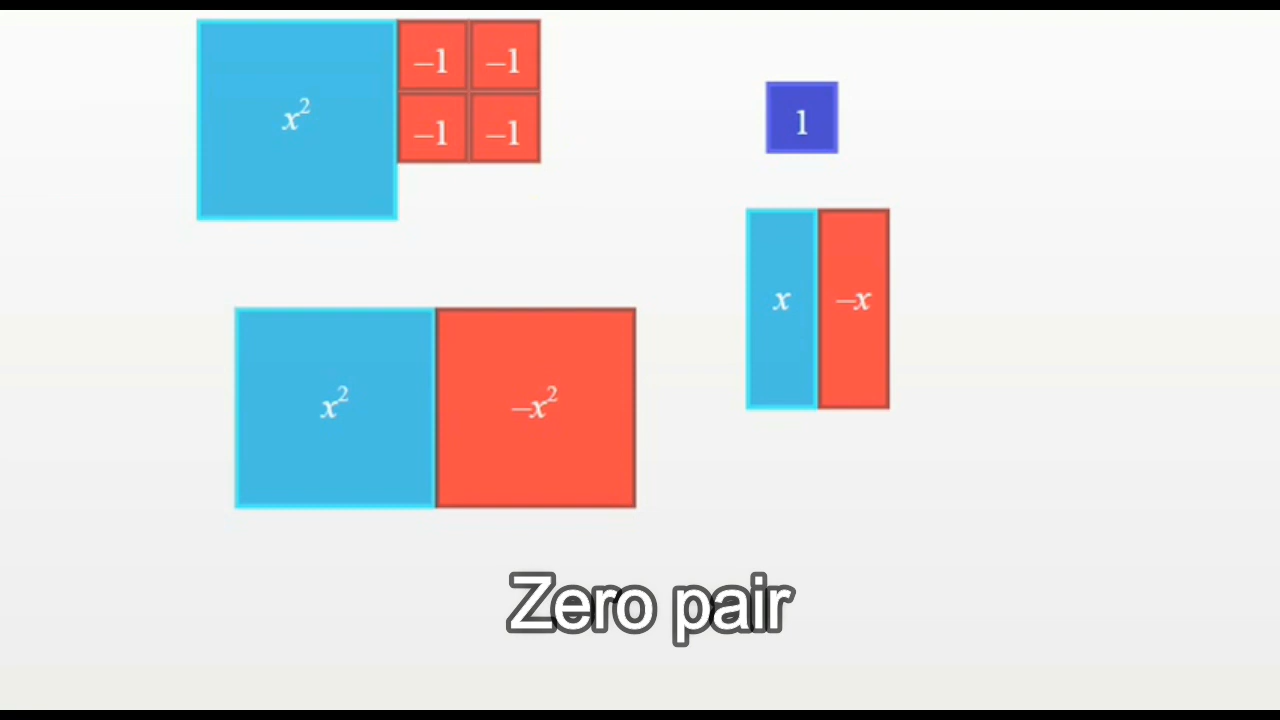 x² –1 –1
–1 –1
1
x –x
x² –x²
Zero pair